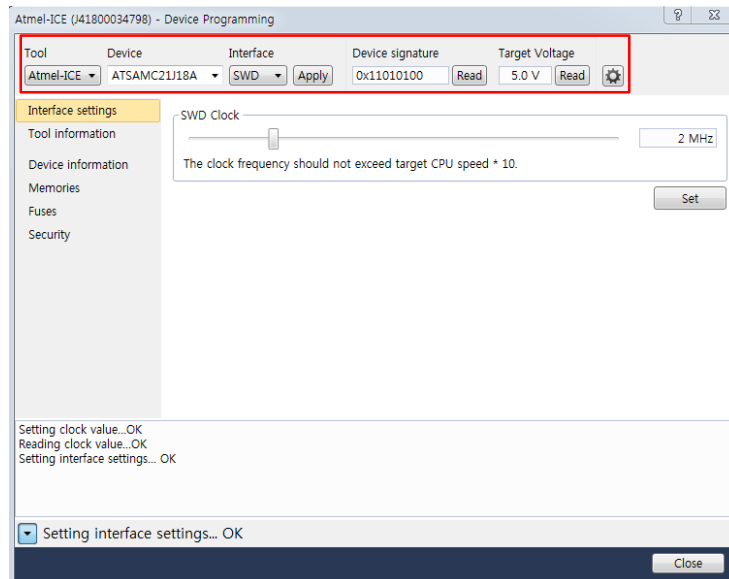 Atmel-ICE (J41800034798) - Device Programming
Tool Device Interface Device signature Target Voltage
Atmel-ICE ATSAMC21J18A SWD Apply 0x11010100 Read 5.0 V Read
Interface settings
Tool information
Device information
Memories
Fuses
Security
SWD Clock
2 MHz
The clock frequency should not exceed target CPU speed * 10.
Set
Setting clock value...OK
Reading clock value...OK
Setting interface settings... OK
Setting interface settings... OK
Close